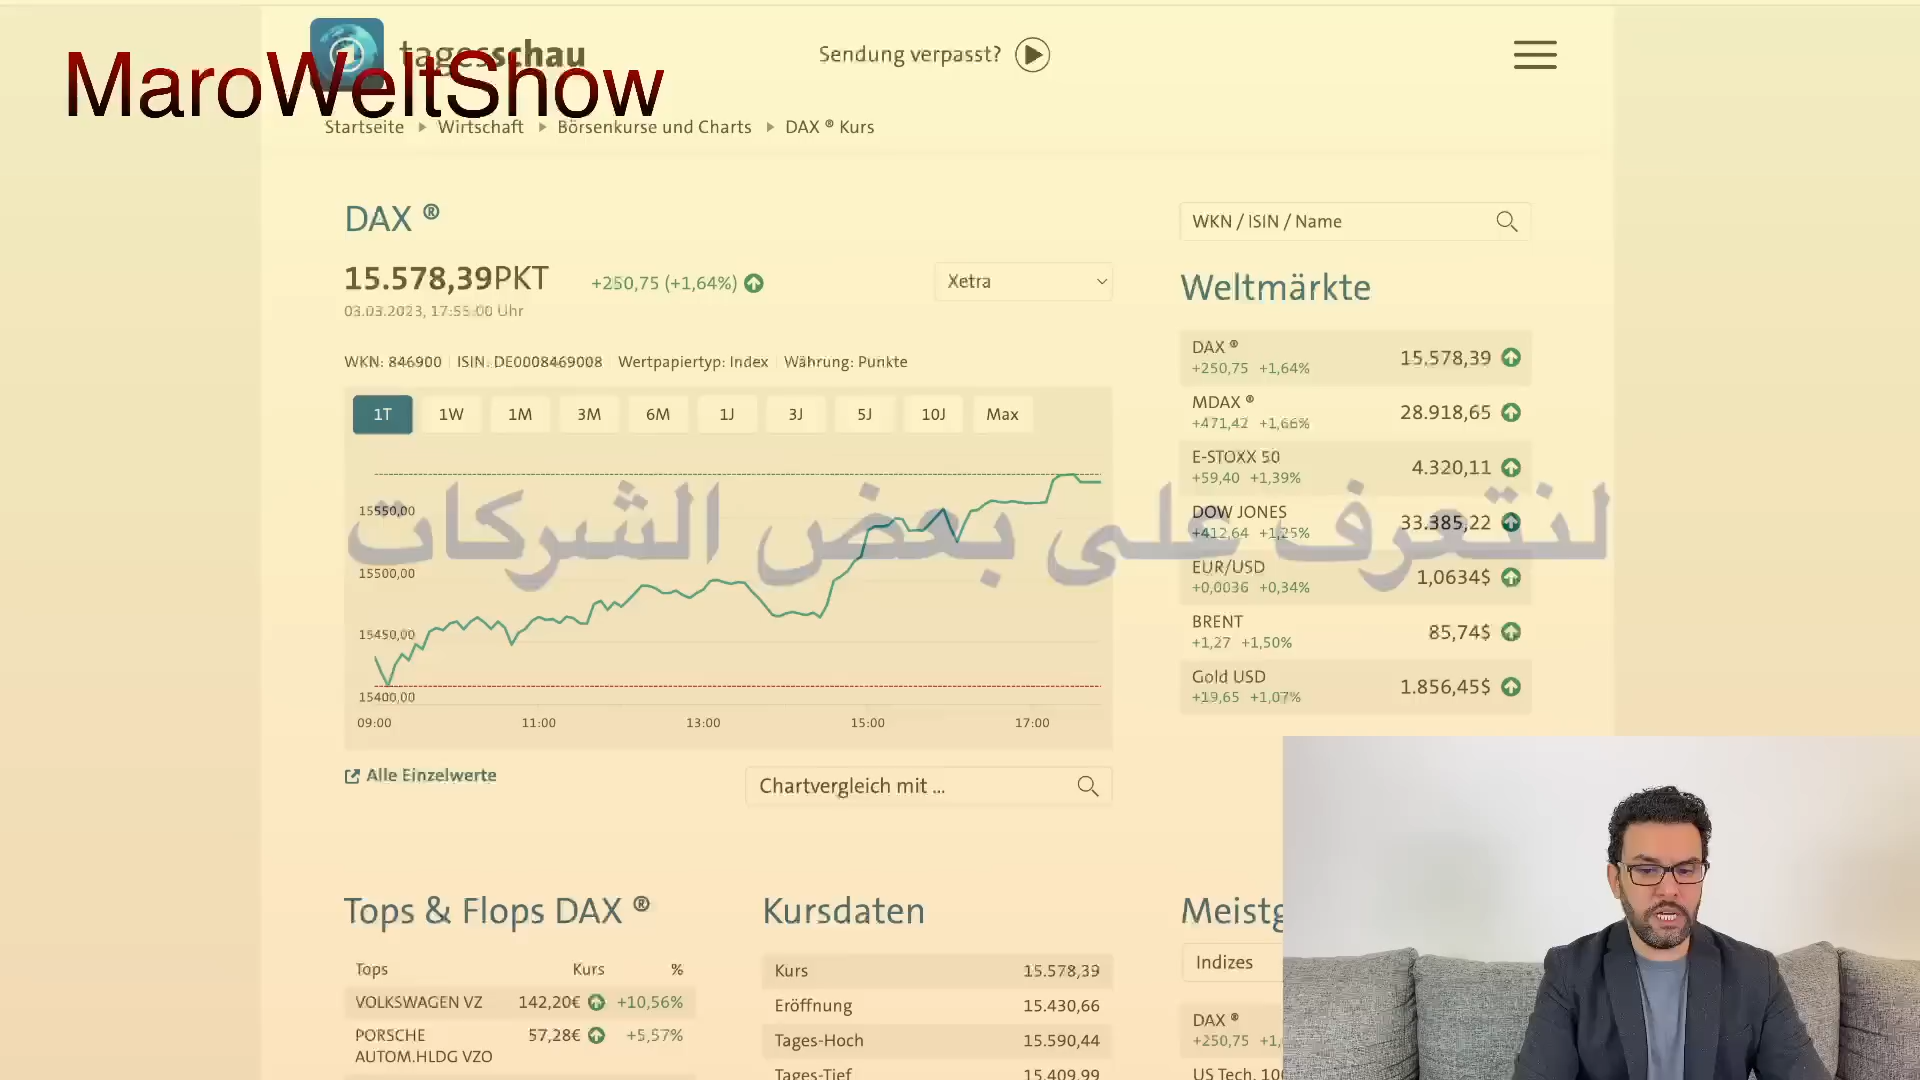 MaroWeltShow
tagesschau
Sendung verpasst?
Startseite
Wirtschaft
Börsenkurse und Charts
DAX ® Kurs
DAX ®
15.578,39PKT
+250,75 (+1,64%)
Xetra
03.03.2023, 17:55:00 Uhr
WKN: 846900
ISIN: DE0008469008
Wertpapiertyp: Index
Währung: Punkte
1T
1W
1M
3M
6M
1J
3J
5J
10J
Max
15550,00
15500,00
15450,00
15400,00
09:00
11:00
13:00
15:00
17:00
لنتعرف على بعض الشركات
Alle Einzelwerte
Chartvergleich mit ...
WKN / ISIN / Name
Weltmärkte
DAX ®
+250,75 +1,64%
15.578,39
MDAX ®
+471,42 +1,66%
28.918,65
E-STOXX 50
+59,40 +1,39%
4.320,11
DOW JONES
+412,64 +1,25%
33.385,22
EUR/USD
+0,0036 +0,34%
1,0634$
BRENT
+1,27 +1,50%
85,74$
Gold USD
+19,65 +1,07%
1.856,45$
Tops & Flops DAX ®
Tops Kurs %
VOLKSWAGEN VZ 142,20€ +10,56%
PORSCHE 57,28€ +5,57%
AUTOM.HLDG VZO
Kursdaten
Kurs 15.578,39
Eröffnung 15.430,66
Tages-Hoch 15.590,44
Tages-Tief 15.409,99
Indizes
DAX ®
+250,75
US Tech.